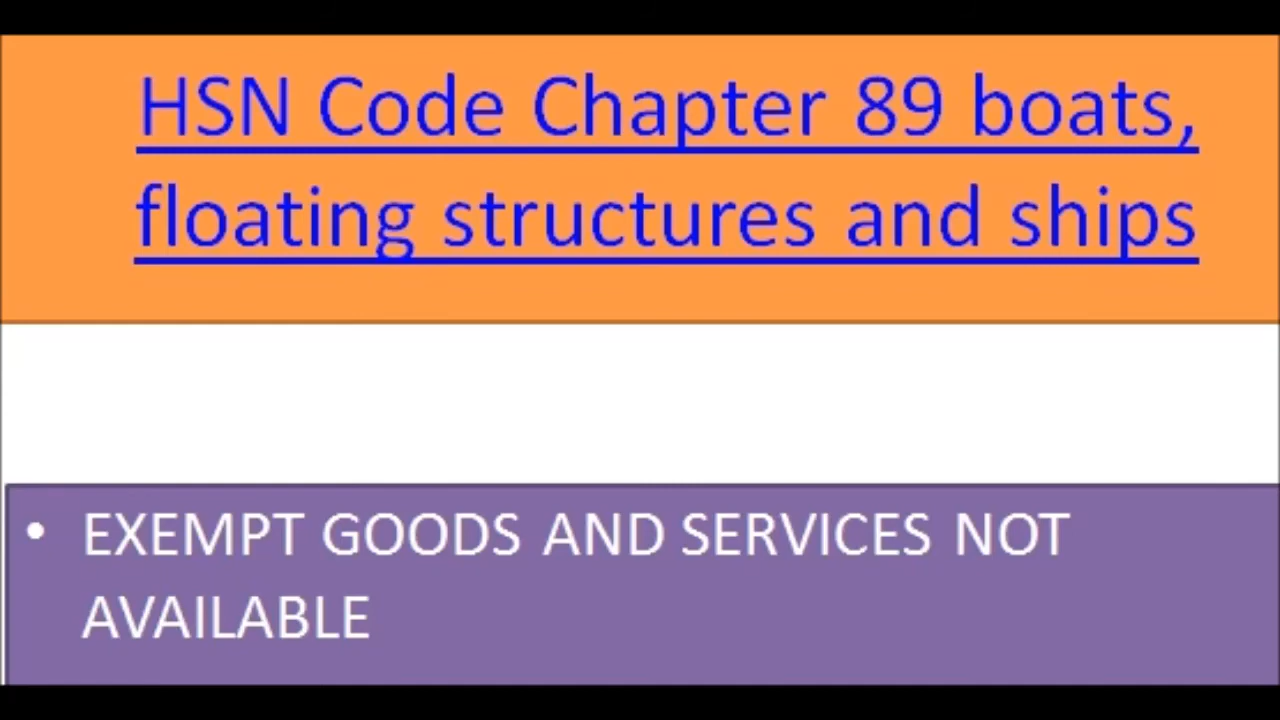 HSN Code Chapter 89 boats,
floating structures and ships
• EXEMPT GOODS AND SERVICES NOT
AVAILABLE